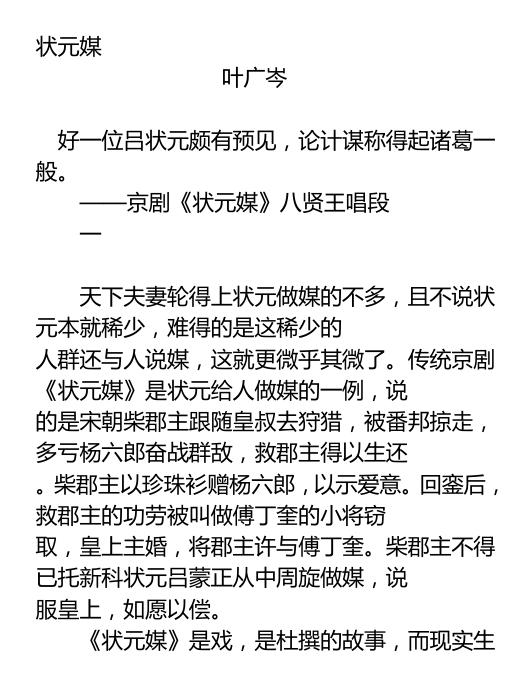 状元媒
叶广岑
好一位吕状元颇有预见，论计谋称得起诸葛一
般。
——京剧《状元媒》八贤王唱段
一
天下夫妻轮得上状元做媒的不多，且不说状
元本就稀少，难得的是这稀少的
人群还与人说媒，这就更微乎其微了。传统京剧
《状元媒》是状元给人做媒的一例，说
的是宋朝柴郡主跟随皇叔去狩猎，被番邦掠走，
多亏杨六郎奋战群敌，救郡主得以生还
。柴郡主以珍珠衫赠杨六郎，以示爱意。回銮后，
救郡主的功劳被叫做傅丁奎的小将窃
取，皇上主婚，将郡主许与傅丁奎。柴郡主不得
已托新科状元吕蒙正从中周旋做媒，说
服皇上，如愿以偿。
《状元媒》是戏，是杜撰的故事，而现实生